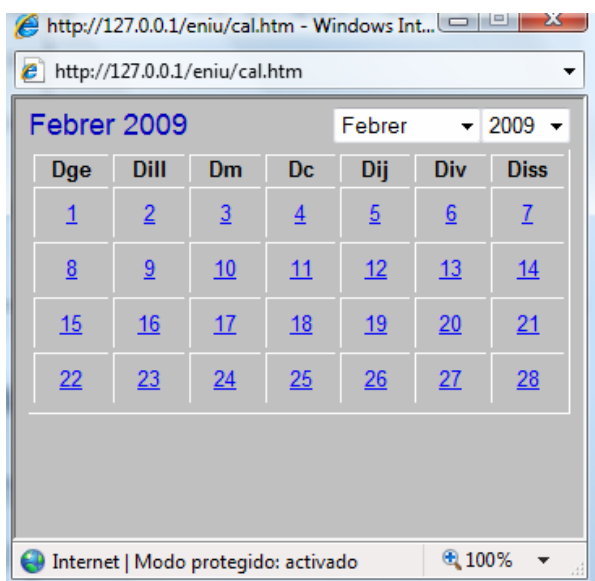 http://127.0.0.1/eniu/cal.htm - Windows Int...
http://127.0.0.1/eniu/cal.htm
Febrer 2009 Febrer 2009
Dge Dill Dm Dc Dij Div Diss
1 2 3 4 5 6 7
8 9 10 11 12 13 14
15 16 17 18 19 20 21
22 23 24 25 26 27 28
Internet | Modo protegido: activado 100%